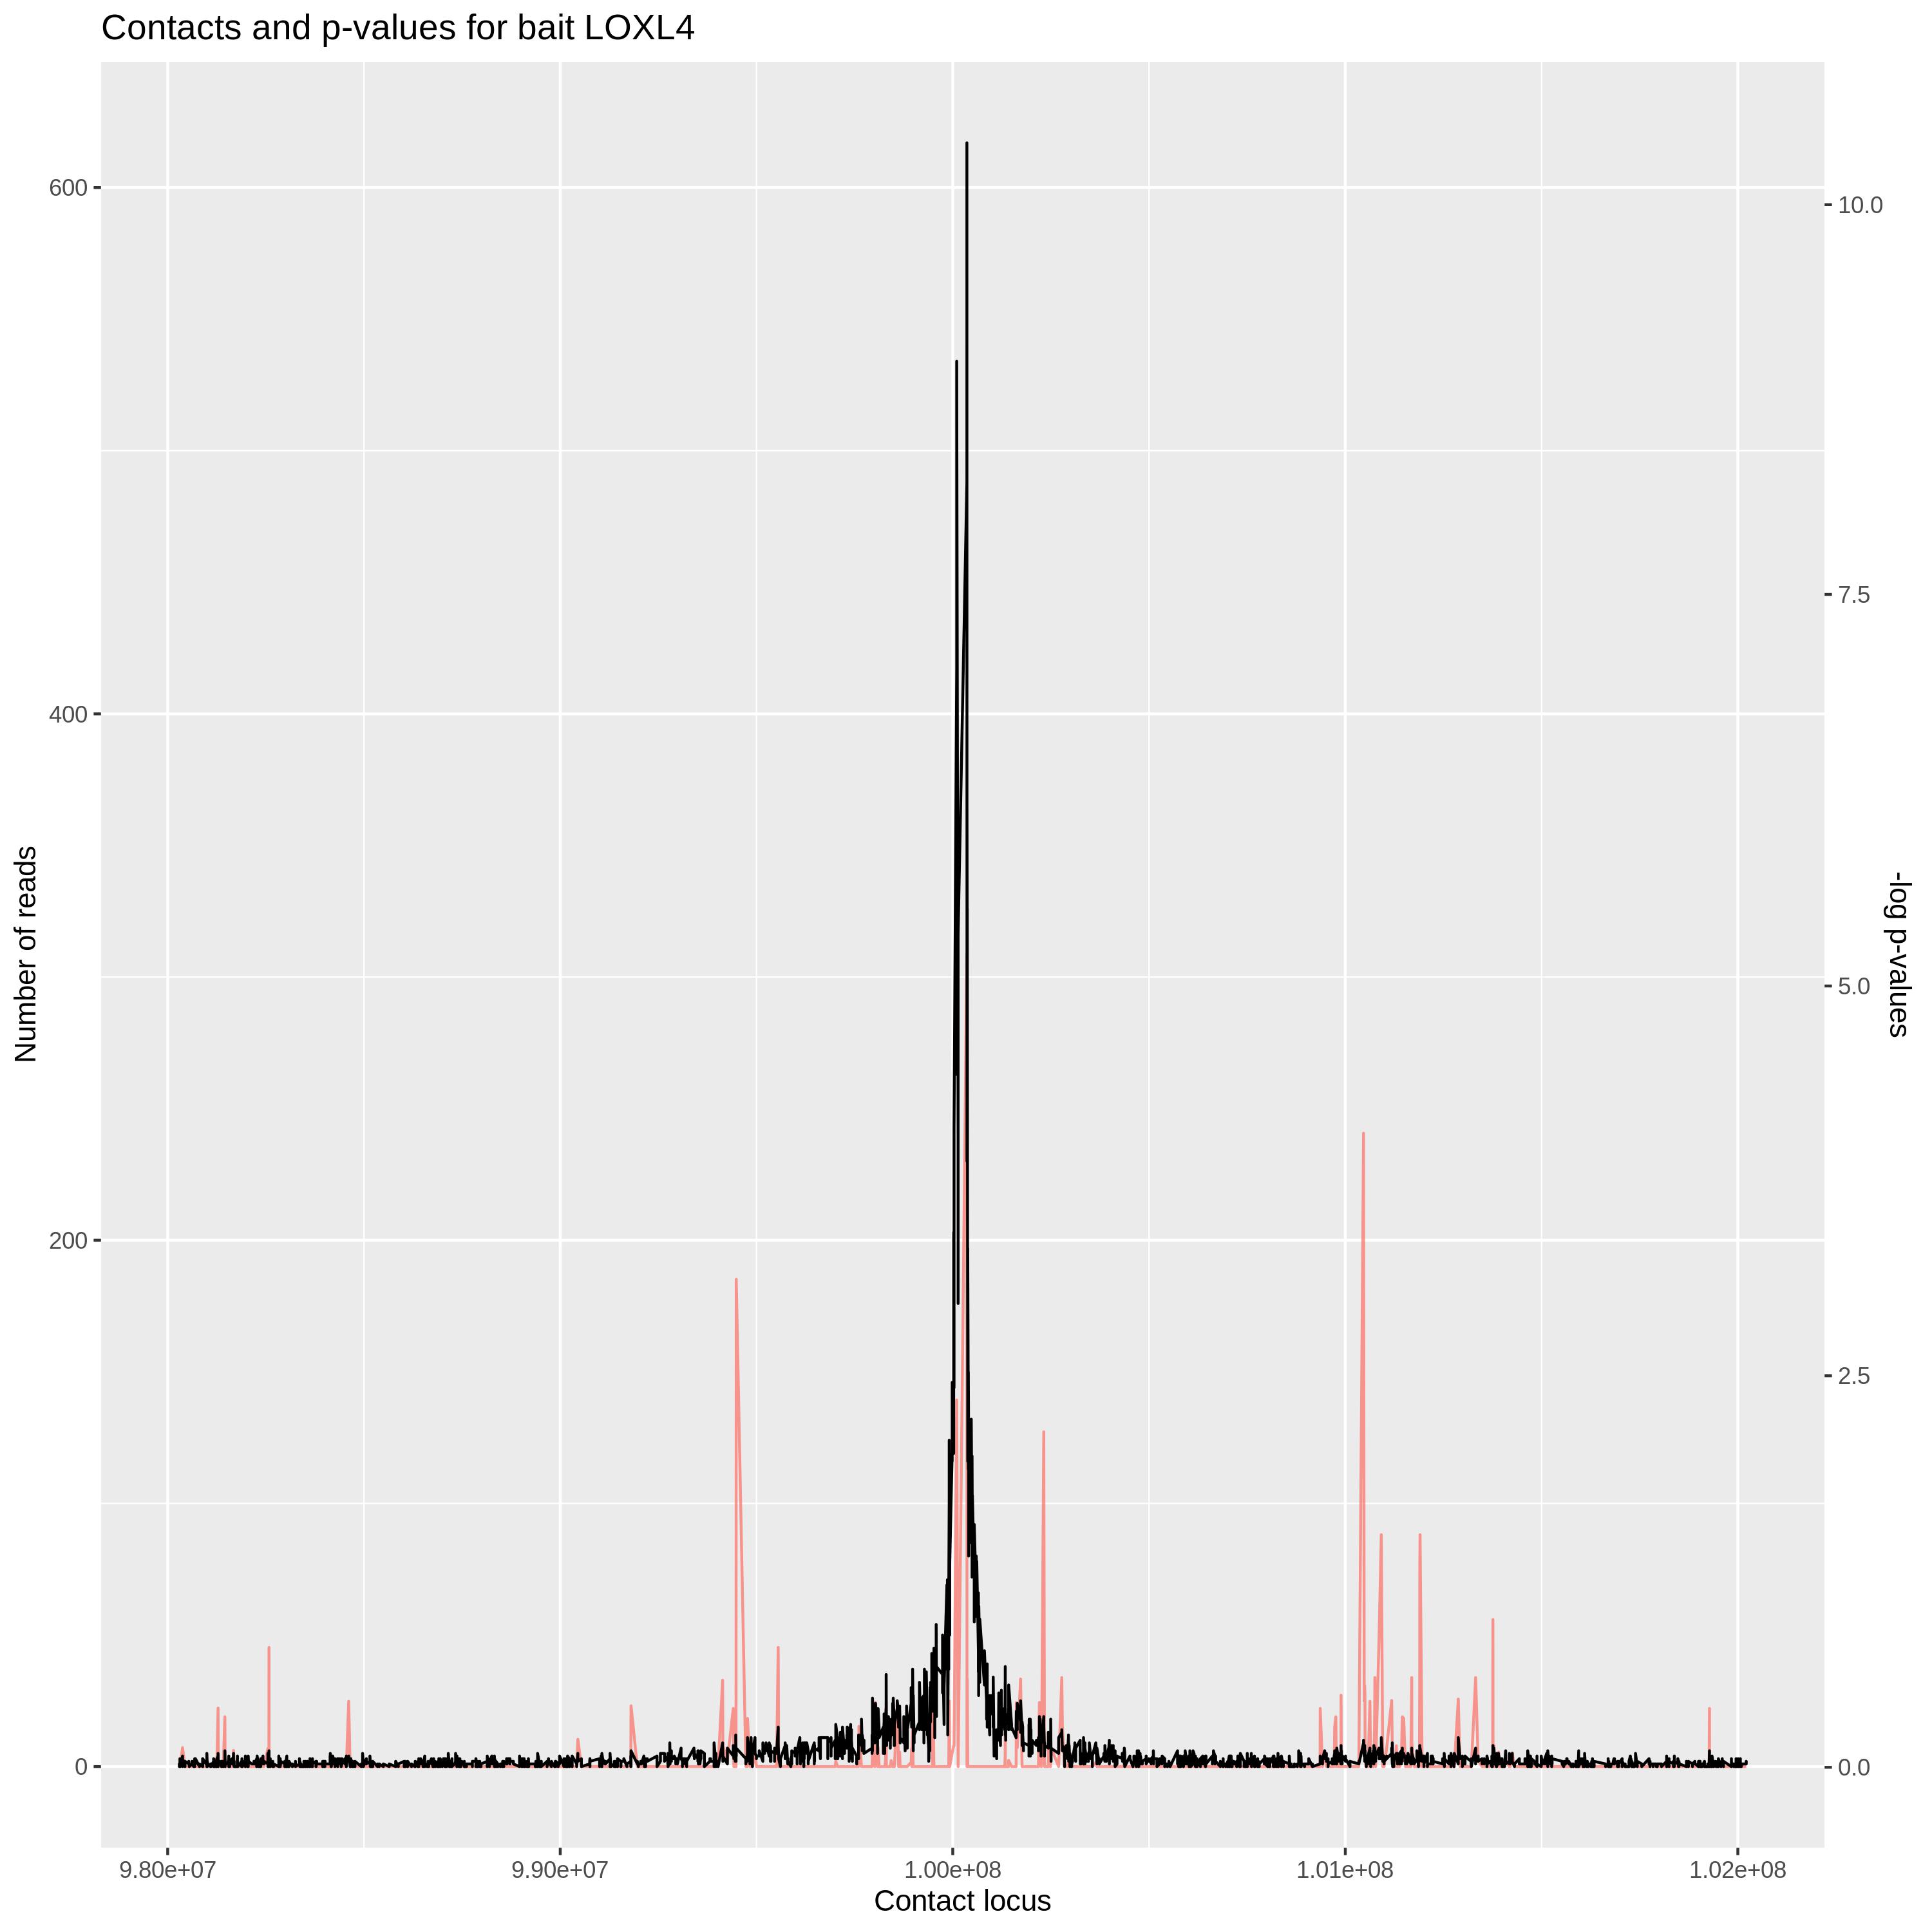 Contacts and p-values for bait LOXL4
600
400
200
0
Number of reads
10.0
7.5
5.0
2.5
0.0
-log p-values
9.80e+07
9.90e+07
1.00e+08
1.01e+08
1.02e+08
Contact locus